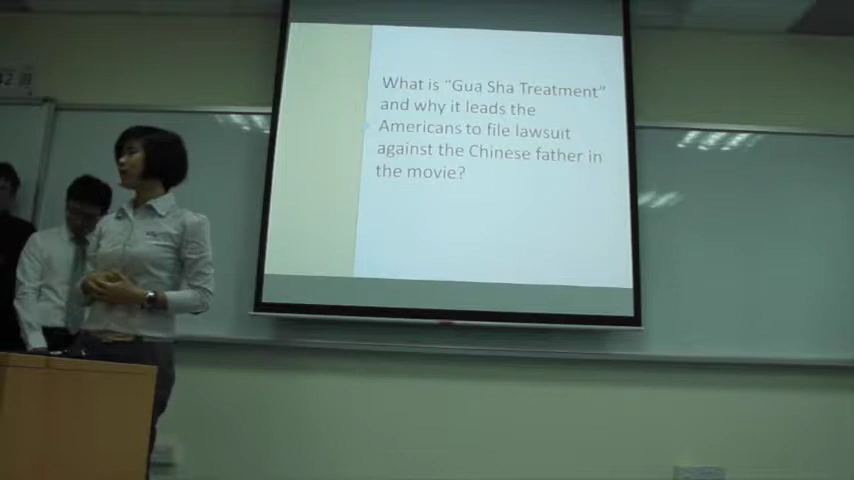 What is “Gua Sha Treatment”
and why it leads the
Americans to file lawsuit
against the Chinese father in
the movie?